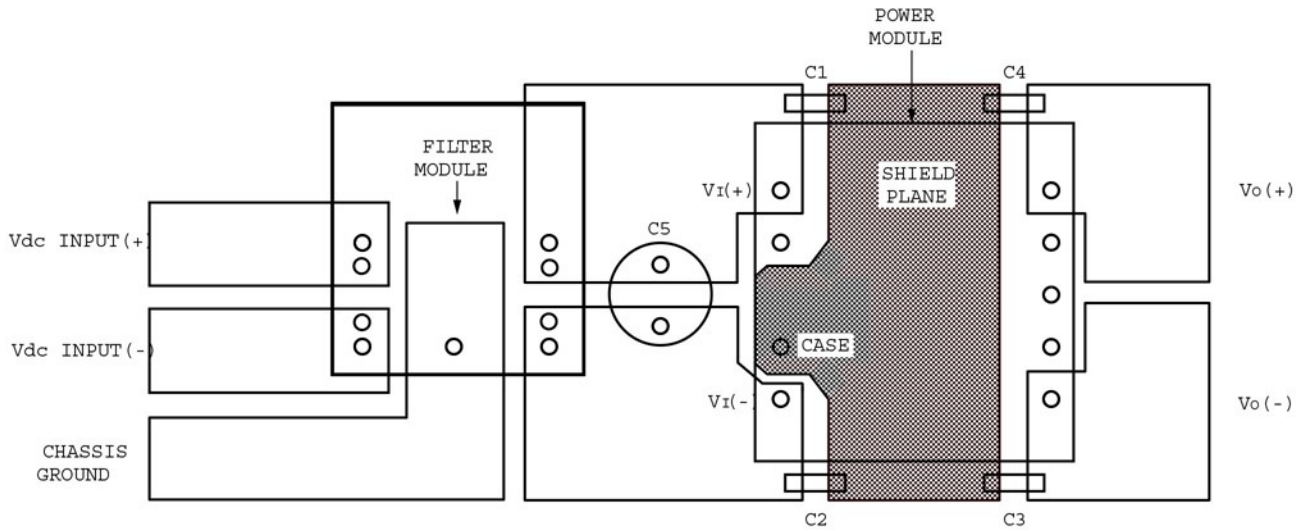 POWER
MODULE
C1
C4
FILTER
MODULE
SHIELD
PLANE
VI(+)
VO(+)
C5
Vdc INPUT(+)
Vdc INPUT(-)
CASE
VI(-)
VO(-)
CHASSIS
GROUND
C2
C3